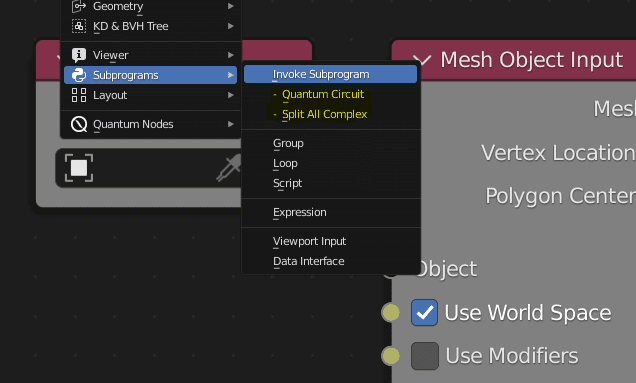 Geometry
KD & BVH Tree
Viewer
Subprograms
Layout
Quantum Nodes
Invoke Subprogram
- Quantum Circuit
- Split All Complex
Group
Loop
Script
Expression
Viewport Input
Data Interface
Mesh Object Input
Mes
Vertex Location
Polygon Center
Object
Use World Space
Use Modifiers